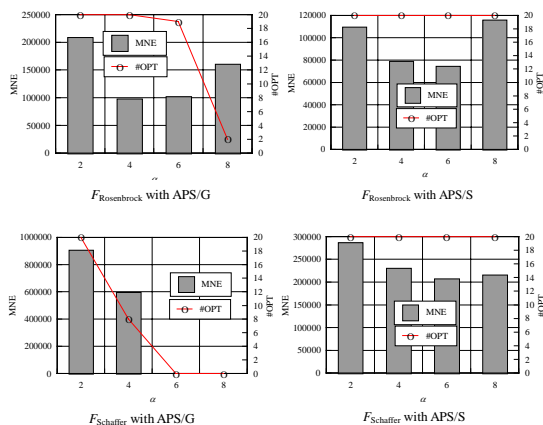 250000
200000
150000
100000
50000
0
MNE
20
18
16
14
12
10
8
6
4
2
0
#OPT
MNE
#OPT
2 4 6 8
α
F Rosenbrock with APS/G
120000
100000
80000
60000
40000
20000
0
MNE
20
18
16
14
12
10
8
6
4
2
0
#OPT
MNE
#OPT
2 4 6 8
α
F Rosenbrock with APS/S
1000000
800000
600000
400000
200000
0
MNE
20
18
16
14
12
10
8
6
4
2
0
#OPT
MNE
#OPT
2 4 6 8
α
F Schaffer with APS/G
300000
250000
200000
150000
100000
50000
0
MNE
20
18
16
14
12
10
8
6
4
2
0
#OPT
MNE
#OPT
2 4 6 8
α
F Schaffer with APS/S